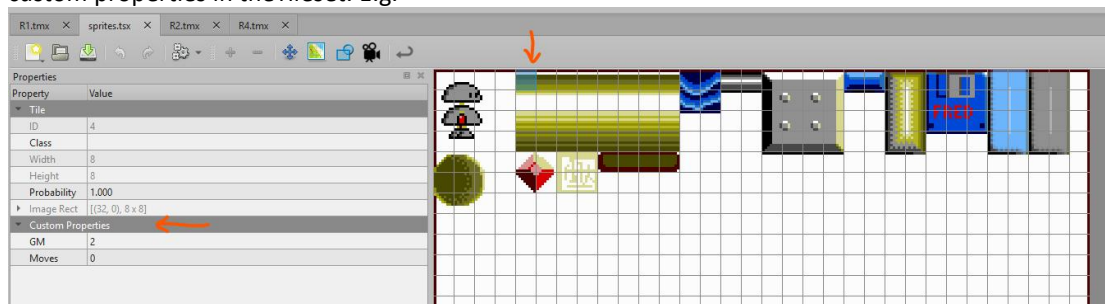 custom properties in the Tileset. E.g.
R1.tmx × sprites.tsx × R2.tmx × R4.tmx ×
Properties
Property Value
Tile
ID 4
Class
Width 8
Height 8
Probability 1.000
Image Rect [(32, 0), 8 x 8]
Custom Properties
GM 2
Moves 0
FRED